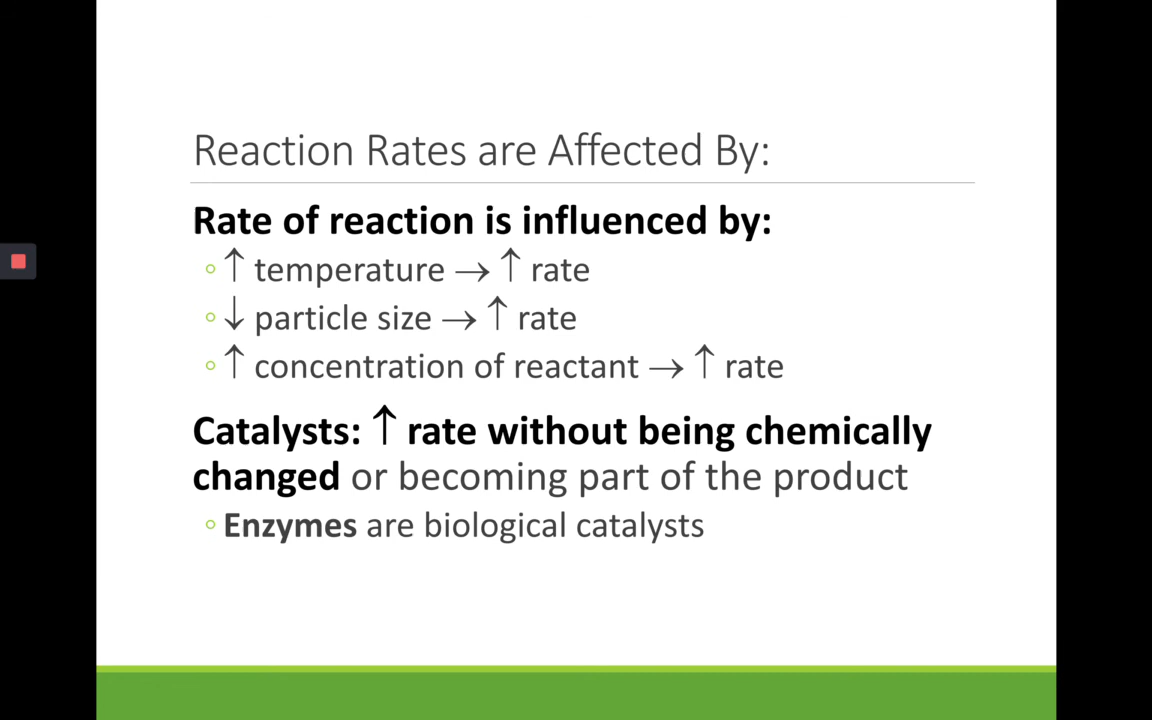 Reaction Rates are Affected By:
Rate of reaction is influenced by:
◦↑ temperature → ↑ rate
◦↓ particle size → ↑ rate
◦↑ concentration of reactant → ↑ rate
Catalysts: ↑ rate without being chemically
changed or becoming part of the product
◦Enzymes are biological catalysts